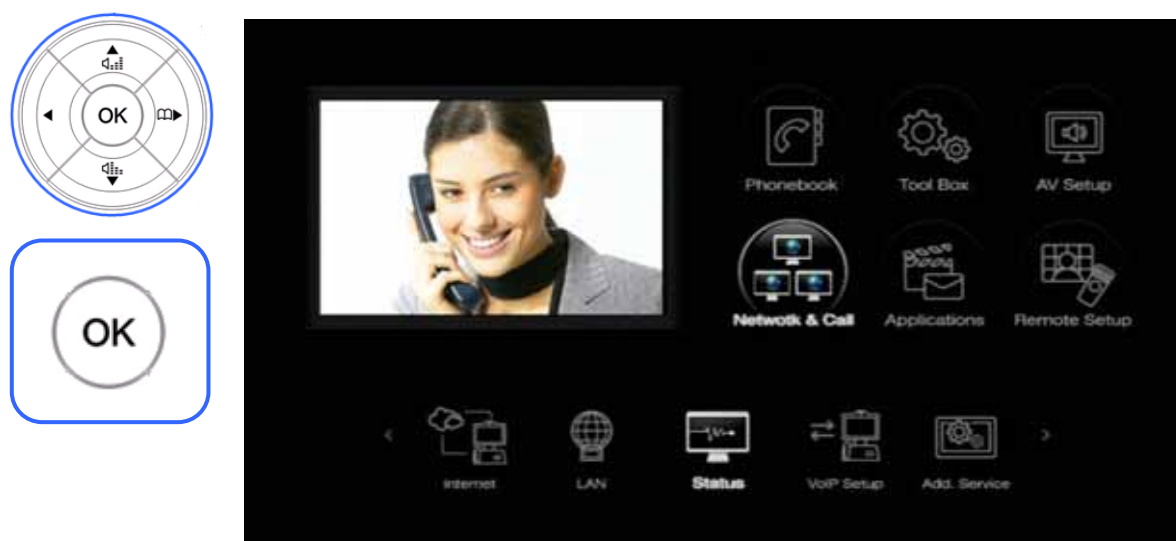 OK
OK
Phonebook Tool Box AV Setup
Netwotk & Call Applications Remote Setup
Internet LAN Status VoIP Setup Add. Service